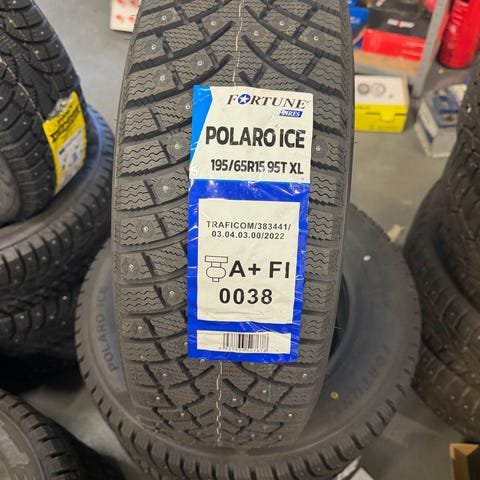 FORTUNE
TIRES
POLARO ICE
195/65R15 95T XL
TRAFICOM/383441/
03.04.03.00/2022
A+ FI
0038
POLARO ICE